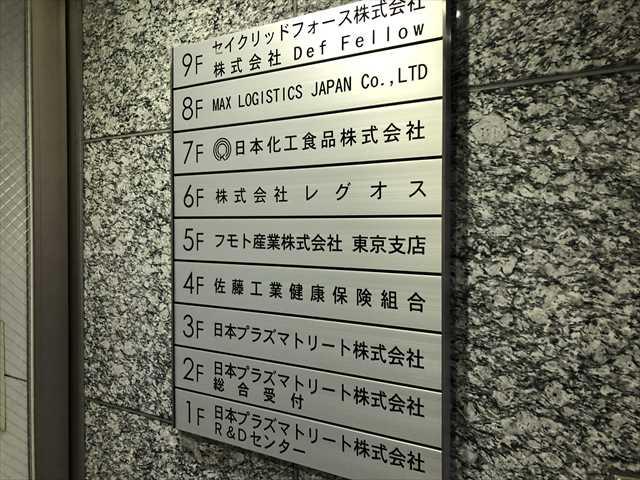 9F セイクリッドフォース株式会社
株式会社 Def Fellow
8F MAX LOGISTICS JAPAN Co.,LTD
7F 日本化工食品株式会社
6F 株式会社レグオス
5F フモト産業株式会社 東京支店
4F 佐藤工業健康保険組合
3F 日本プラズマトリート株式会社
2F 日本プラズマトリート株式会社
総合受付
1F 日本プラズマトリート株式会社
R&Dセンター